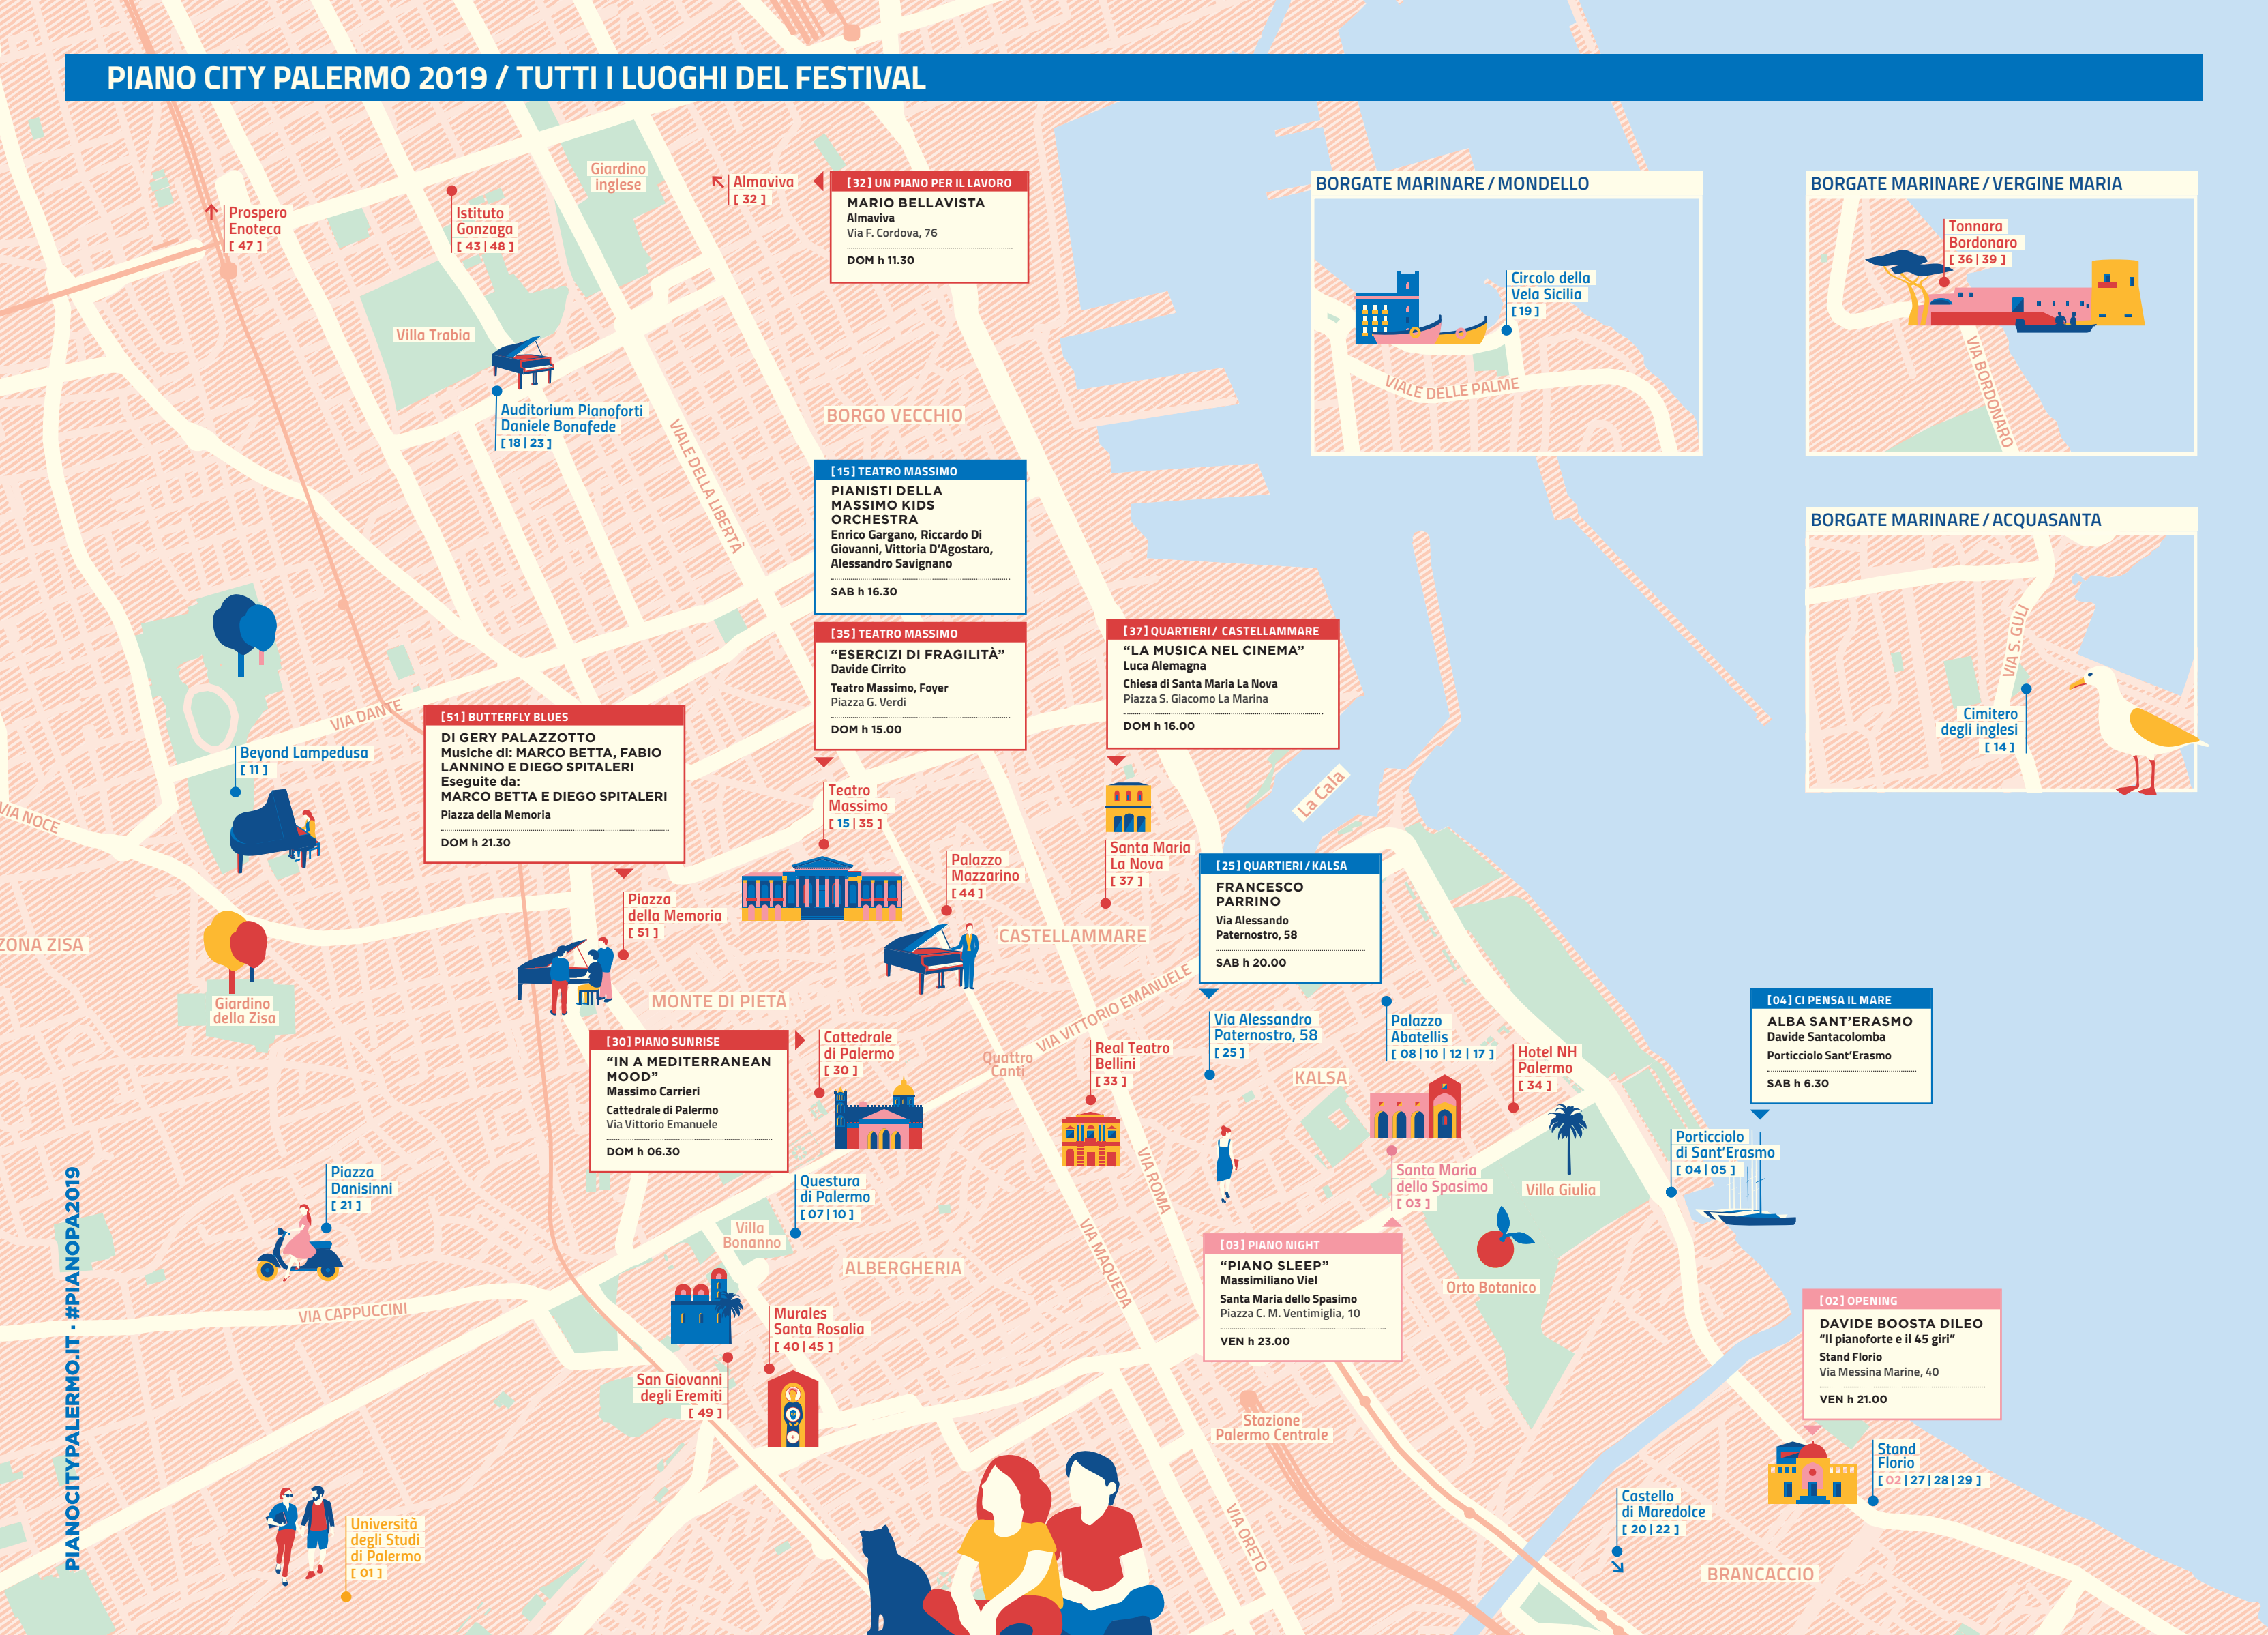 PIANO CITY PALERMO 2019 / TUTTI I LUOGHI DEL FESTIVAL
Giardino
inglese
Almaviva
[ 32 ]
[32] UN PIANO PER IL LAVORO
MARIO BELLAVISTA
Almaviva
Via F. Cordova, 76
DOM h 11.30
Prospero
Enoteca
[ 47 ]
Istituto
Gonzaga
[ 43 | 48 ]
BORGATE MARINARE / MONDELLO
Circolo della
Vela Sicilia
[ 19 ]
VIALE DELLE PALME
BORGATE MARINARE / VERGINE MARIA
Tonnara
Bordonaro
[ 36 | 39 ]
VIA BORDONARO
Villa Trabia
Auditorium Pianoforti
Daniele Bonafede
[ 18 | 23 ]
BORGO VECCHIO
VIALE DELLA LIBERTÀ
[15] TEATRO MASSIMO
PIANISTI DELLA
MASSIMO KIDS
ORCHESTRA
Enrico Gargano, Riccardo Di
Giovanni, Vittoria D’Agostaro,
Alessandro Savignano
SAB h 16.30
BORGATE MARINARE / ACQUASANTA
VIA S. GULI
Cimitero
degli inglesi
[ 14 ]
[35] TEATRO MASSIMO
“ESERCIZI DI FRAGILITÀ”
Davide Cirrito
Teatro Massimo, Foyer
Piazza G. Verdi
DOM h 15.00
[37] QUARTIERI / CASTELLAMMARE
“LA MUSICA NEL CINEMA”
Luca Alemagna
Chiesa di Santa Maria La Nova
Piazza S. Giacomo La Marina
DOM h 16.00
VIA DANTE
[51] BUTTERFLY BLUES
DI GERY PALAZZOTTO
Musiche di: MARCO BETTA, FABIO
LANNINO E DIEGO SPITALERI
Eseguite da:
MARCO BETTA E DIEGO SPITALERI
Piazza della Memoria
DOM h 21.30
Beyond Lampedusa
[ 11 ]
VIA NOCE
La Cala
Teatro
Massimo
[ 15 | 35 ]
Palazzo
Mazzarino
[ 44 ]
Santa Maria
La Nova
[ 37 ]
[25] QUARTIERI / KALSA
FRANCESCO
PARRINO
Via Alessando
Paternostro, 58
SAB h 20.00
Piazza
della Memoria
[ 51 ]
ZONA ZISA
CASTELLAMMARE
Giardino
della Zisa
MONTE DI PIETÀ
VIA VITTORIO EMANUELE
[04] CI PENSA IL MARE
ALBA SANT’ERASMO
Davide Santacolomba
Porticciolo Sant’Erasmo
SAB h 6.30
[30] PIANO SUNRISE
“IN A MEDITERRANEAN
MOOD”
Massimo Carrieri
Cattedrale di Palermo
Via Vittorio Emanuele
DOM h 06.30
Cattedrale
di Palermo
[ 30 ]
Quattro
Canti
Real Teatro
Bellini
[ 33 ]
Via Alessandro
Paternostro, 58
[ 25 ]
KALSA
Palazzo
Abatellis
[ 08 | 10 | 12 | 17 ]
Hotel NH
Palermo
[ 34 ]
Porticciolo
di Sant’Erasmo
[ 04 | 05 ]
Piazza
Danisinni
[ 21 ]
Questura
di Palermo
[ 07 | 10 ]
VIA ROMA
Santa Maria
dello Spasimo
[ 03 ]
Villa Giulia
Villa
Bonanno
ALBERGHERIA
VIA MAQUEDA
[03] PIANO NIGHT
“PIANO SLEEP”
Massimiliano Viel
Santa Maria dello Spasimo
Piazza C. M. Ventimiglia, 10
VEN h 23.00
Orto Botanico
VIA CAPPUCCINI
Murales
Santa Rosalia
[ 40 | 45 ]
San Giovanni
degli Eremiti
[ 49 ]
[02] OPENING
DAVIDE BOOSTA DILEO
“Il pianoforte e il 45 giri”
Stand Florio
Via Messina Marine, 40
VEN h 21.00
Stazione
Palermo Centrale
Stand
Florio
[ 02 | 27 | 28 | 29 ]
Castello
di Maredolce
[ 20 | 22 ]
VIA ORETO
BRANCACCIO
Università
degli Studi
di Palermo
[ 01 ]
PIANOCITYPALERMO.IT · #PIANOPA2019